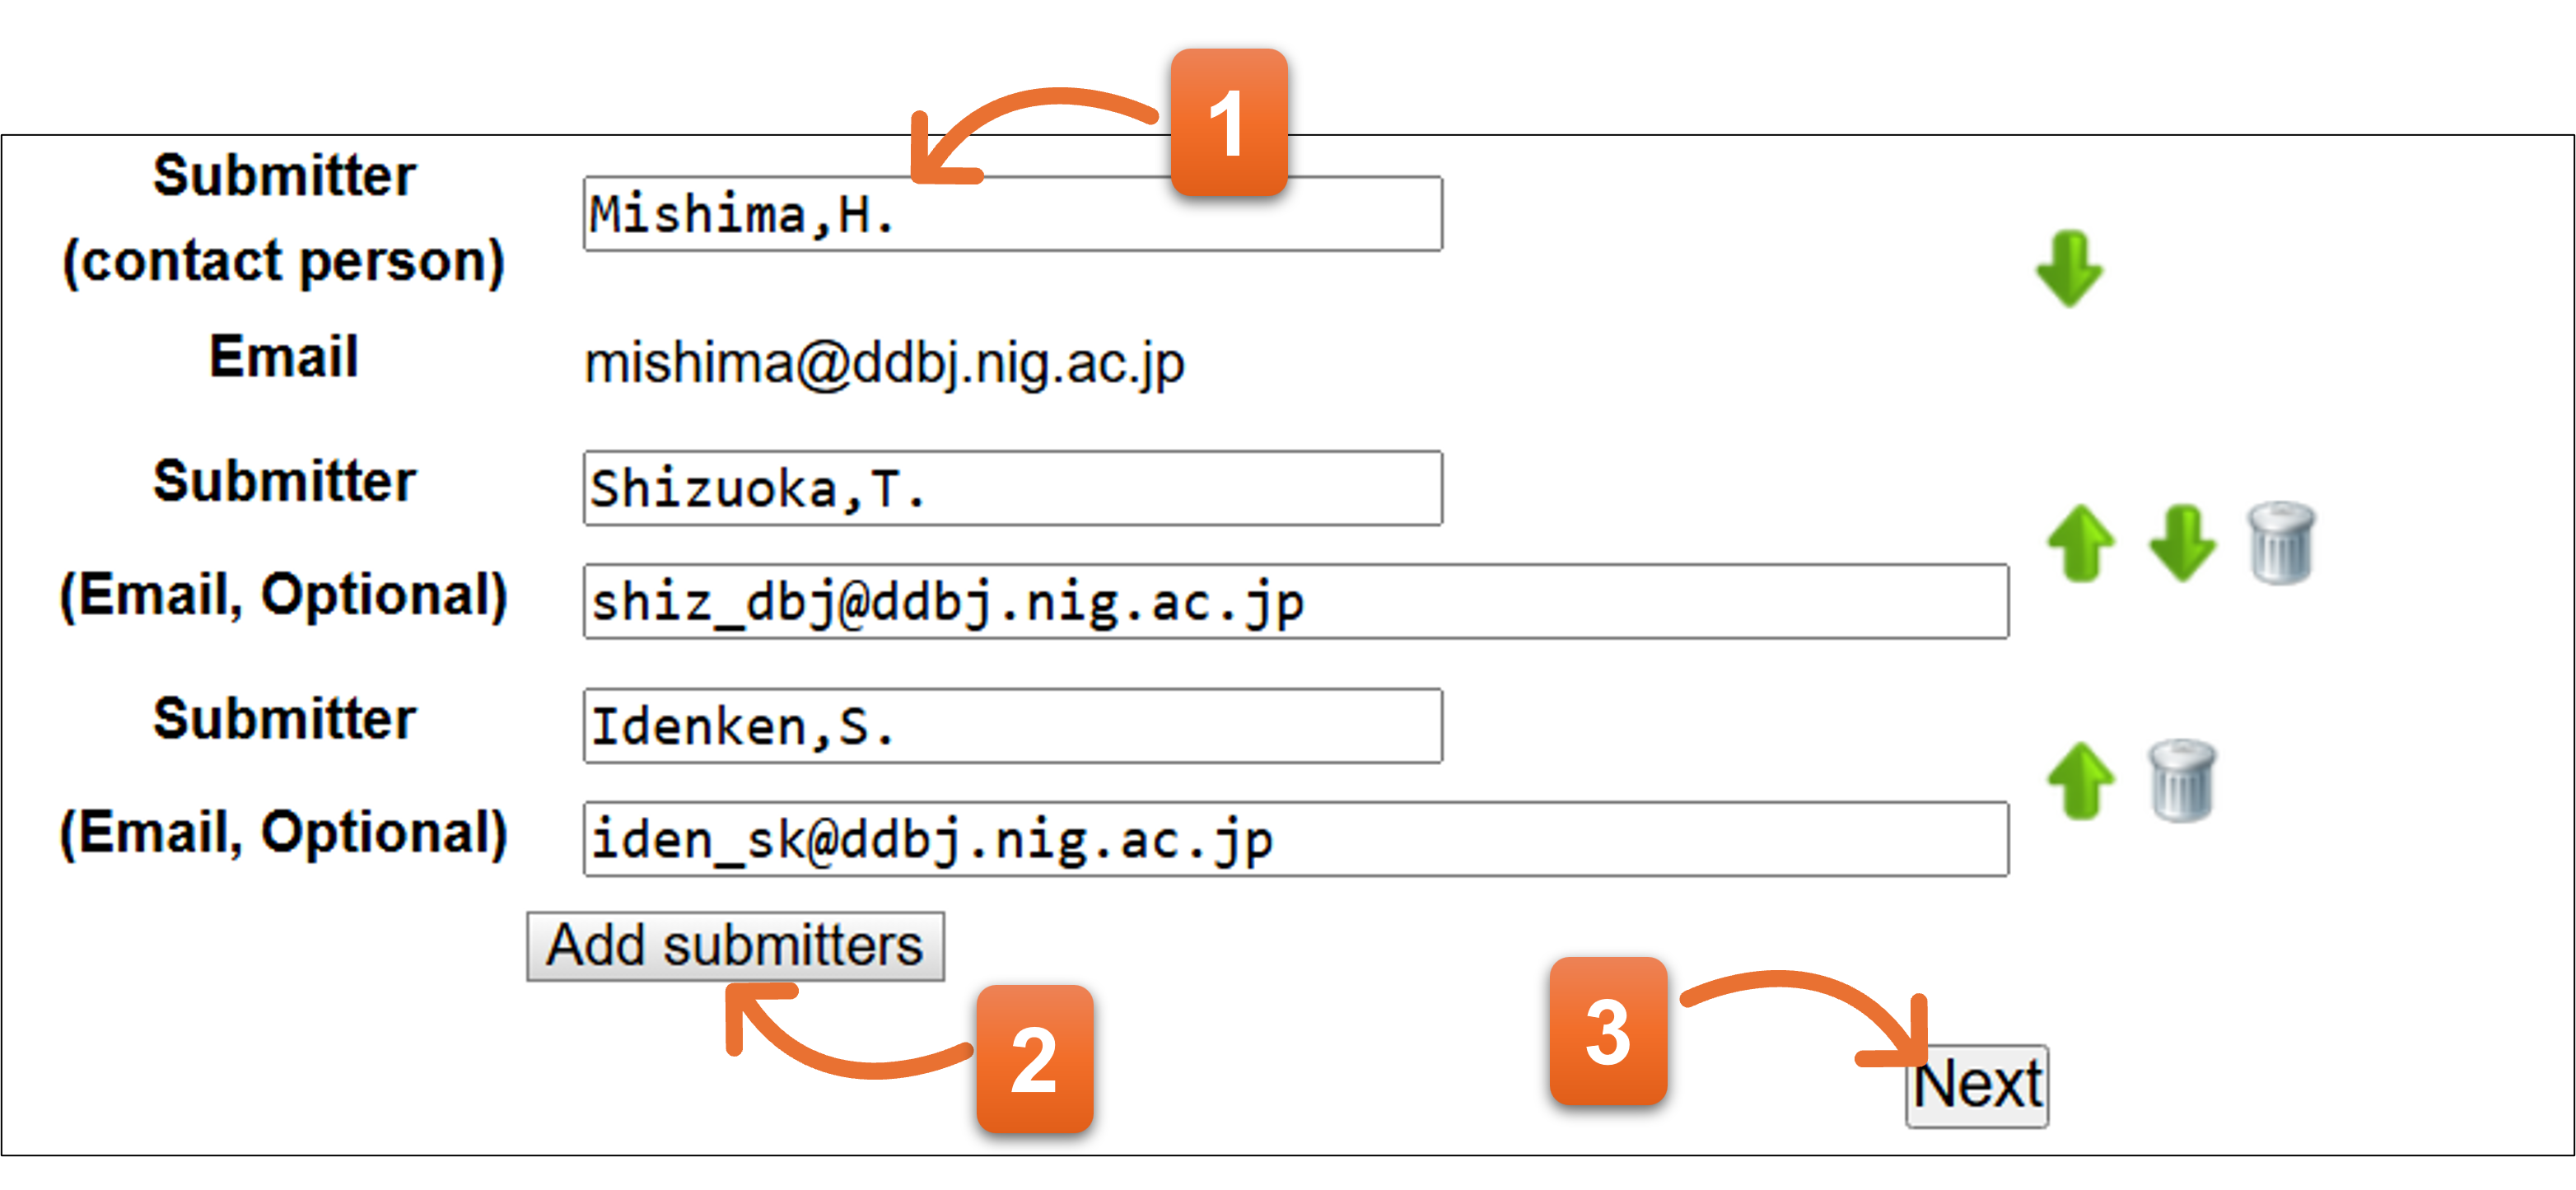 1
Submitter
(contact person)
Mishima,H.
Email
mishima@ddbj.nig.ac.jp
Submitter
Shizuoka,T.
(Email, Optional)
shiz_dbj@ddbj.nig.ac.jp
Submitter
Idenken,S.
(Email, Optional)
iden_sk@ddbj.nig.ac.jp
Add submitters
2
3
Next